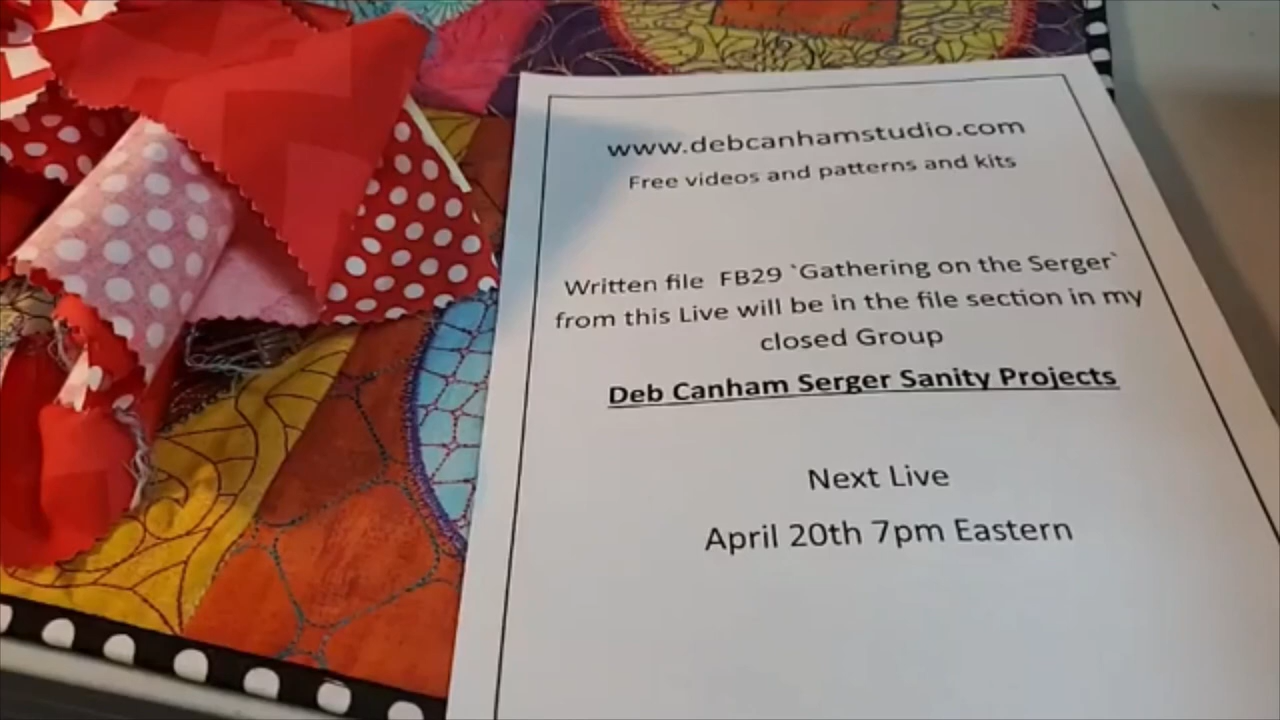 www.debcanhamstudio.com
Free videos and patterns and kits
Written file FB29 `Gathering on the Serger`
from this Live will be in the file section in my
closed Group
Deb Canham Serger Sanity Projects
Next Live
April 20th 7pm Eastern